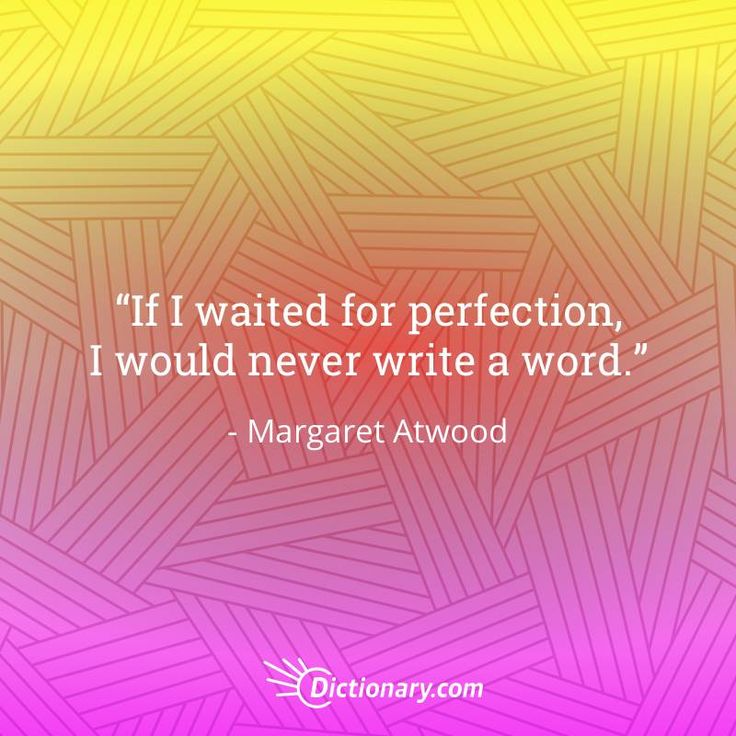 “If I waited for perfection,
I would never write a word.”
- Margaret Atwood
Dictionary.com